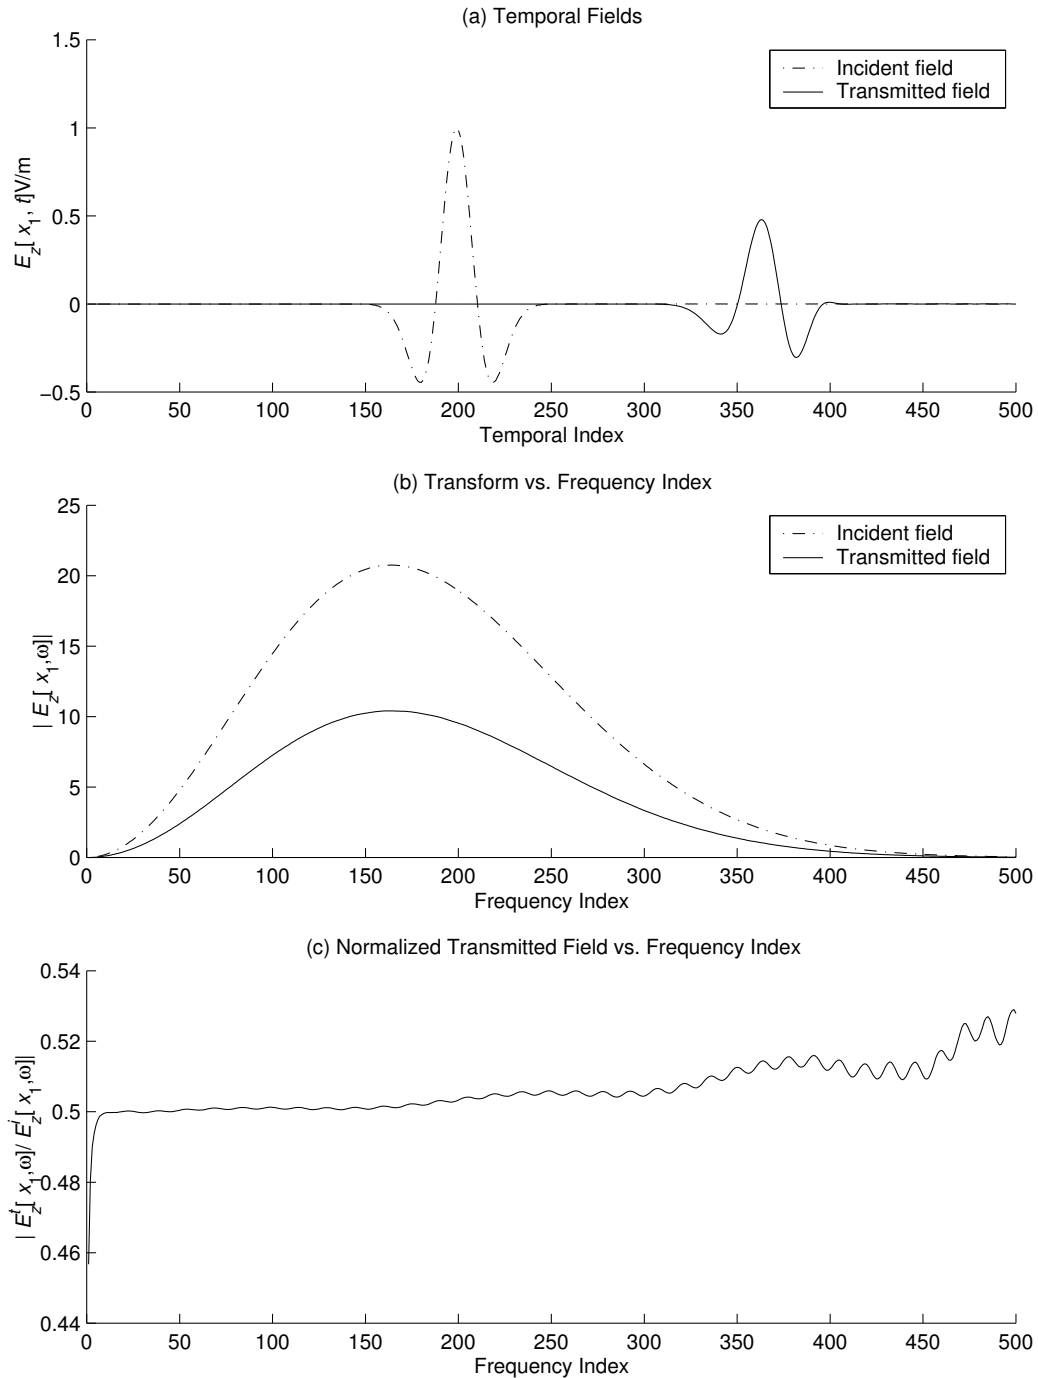 (a) Temporal Fields
1.5
1
0.5
0
−0.5
E_z[ x_1, t]V/m
Incident field
Transmitted field
0 50 100 150 200 250 300 350 400 450 500
Temporal Index
(b) Transform vs. Frequency Index
25
20
15
10
5
0
| E_z[ x_1,ω]|
Incident field
Transmitted field
0 50 100 150 200 250 300 350 400 450 500
Frequency Index
(c) Normalized Transmitted Field vs. Frequency Index
0.54
0.52
0.5
0.48
0.46
0.44
| E^t_z[ x_1,ω]/ E^i_z[ x_1,ω]|
0 50 100 150 200 250 300 350 400 450 500
Frequency Index